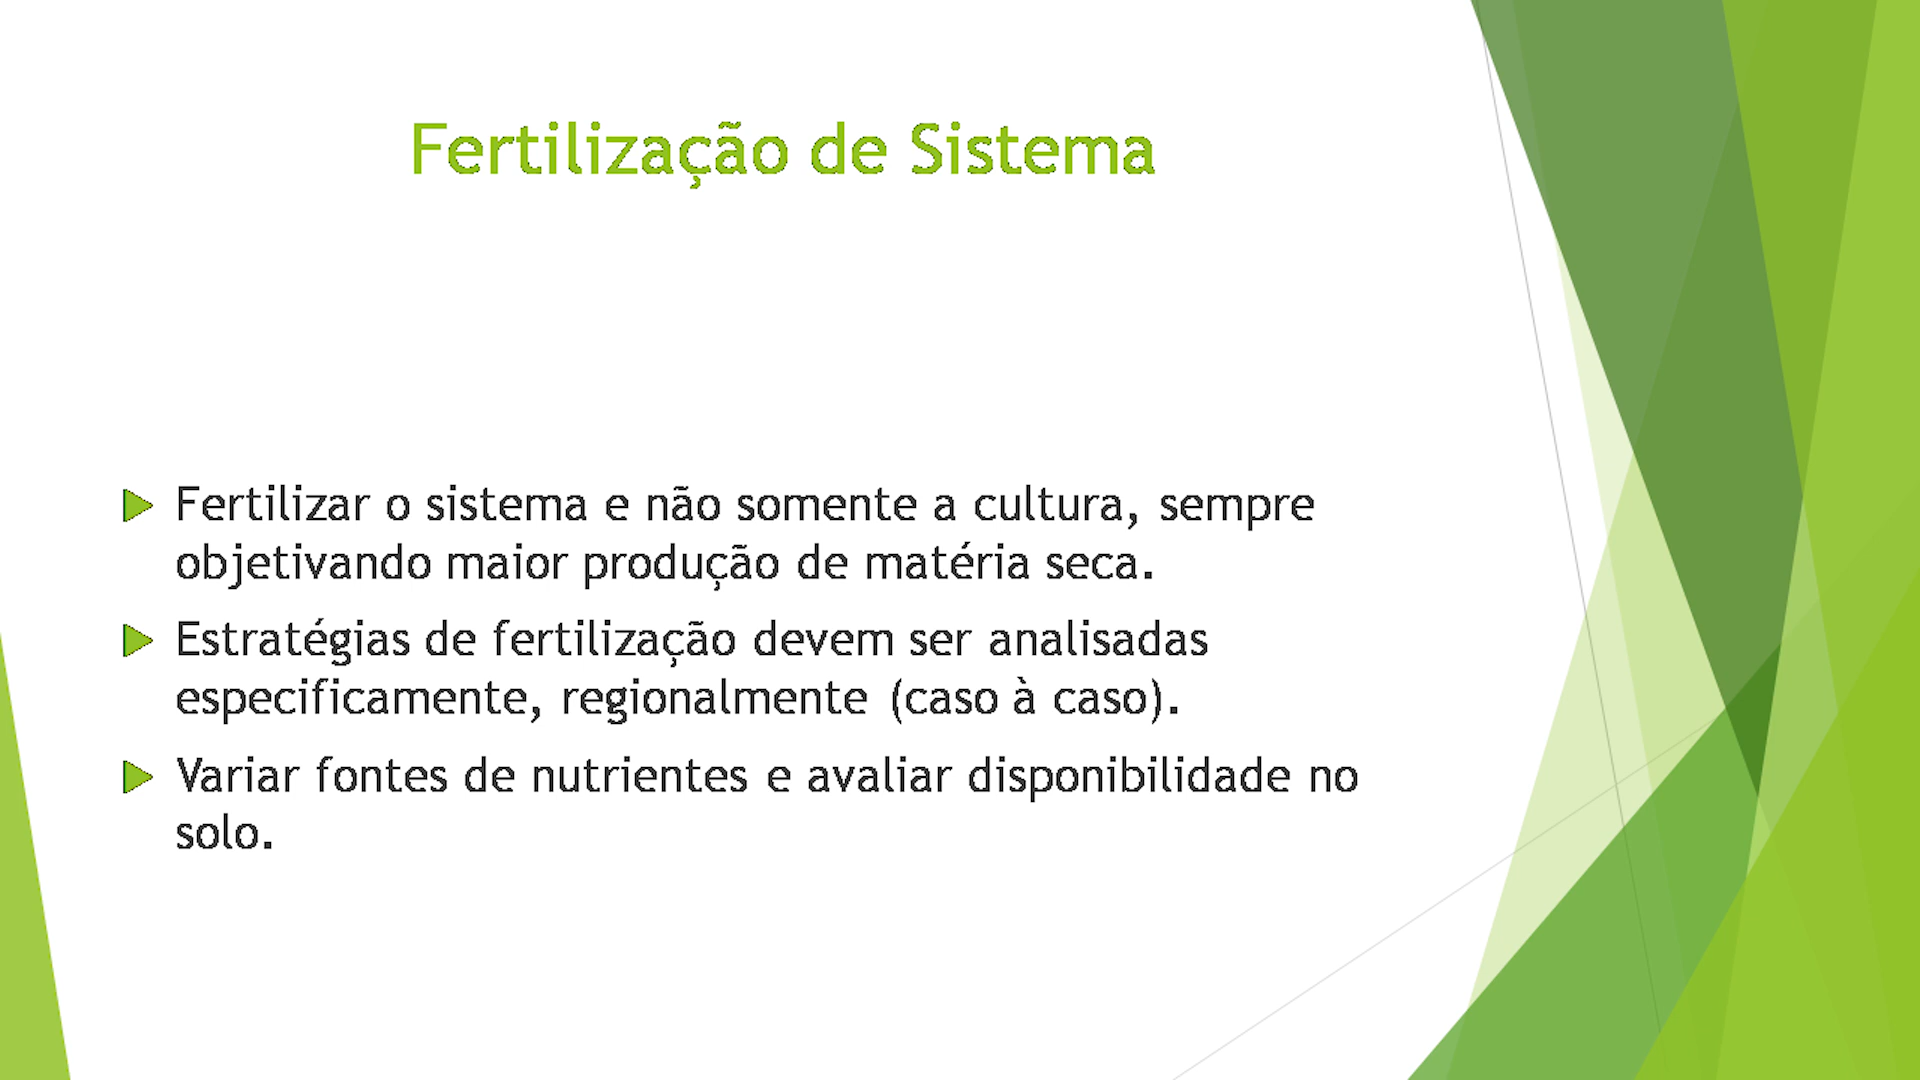 Fertilização de Sistema
Fertilizar o sistema e não somente a cultura, sempre
objetivando maior produção de matéria seca.
Estratégias de fertilização devem ser analisadas
especificamente, regionalmente (caso à caso).
Variar fontes de nutrientes e avaliar disponibilidade no
solo.